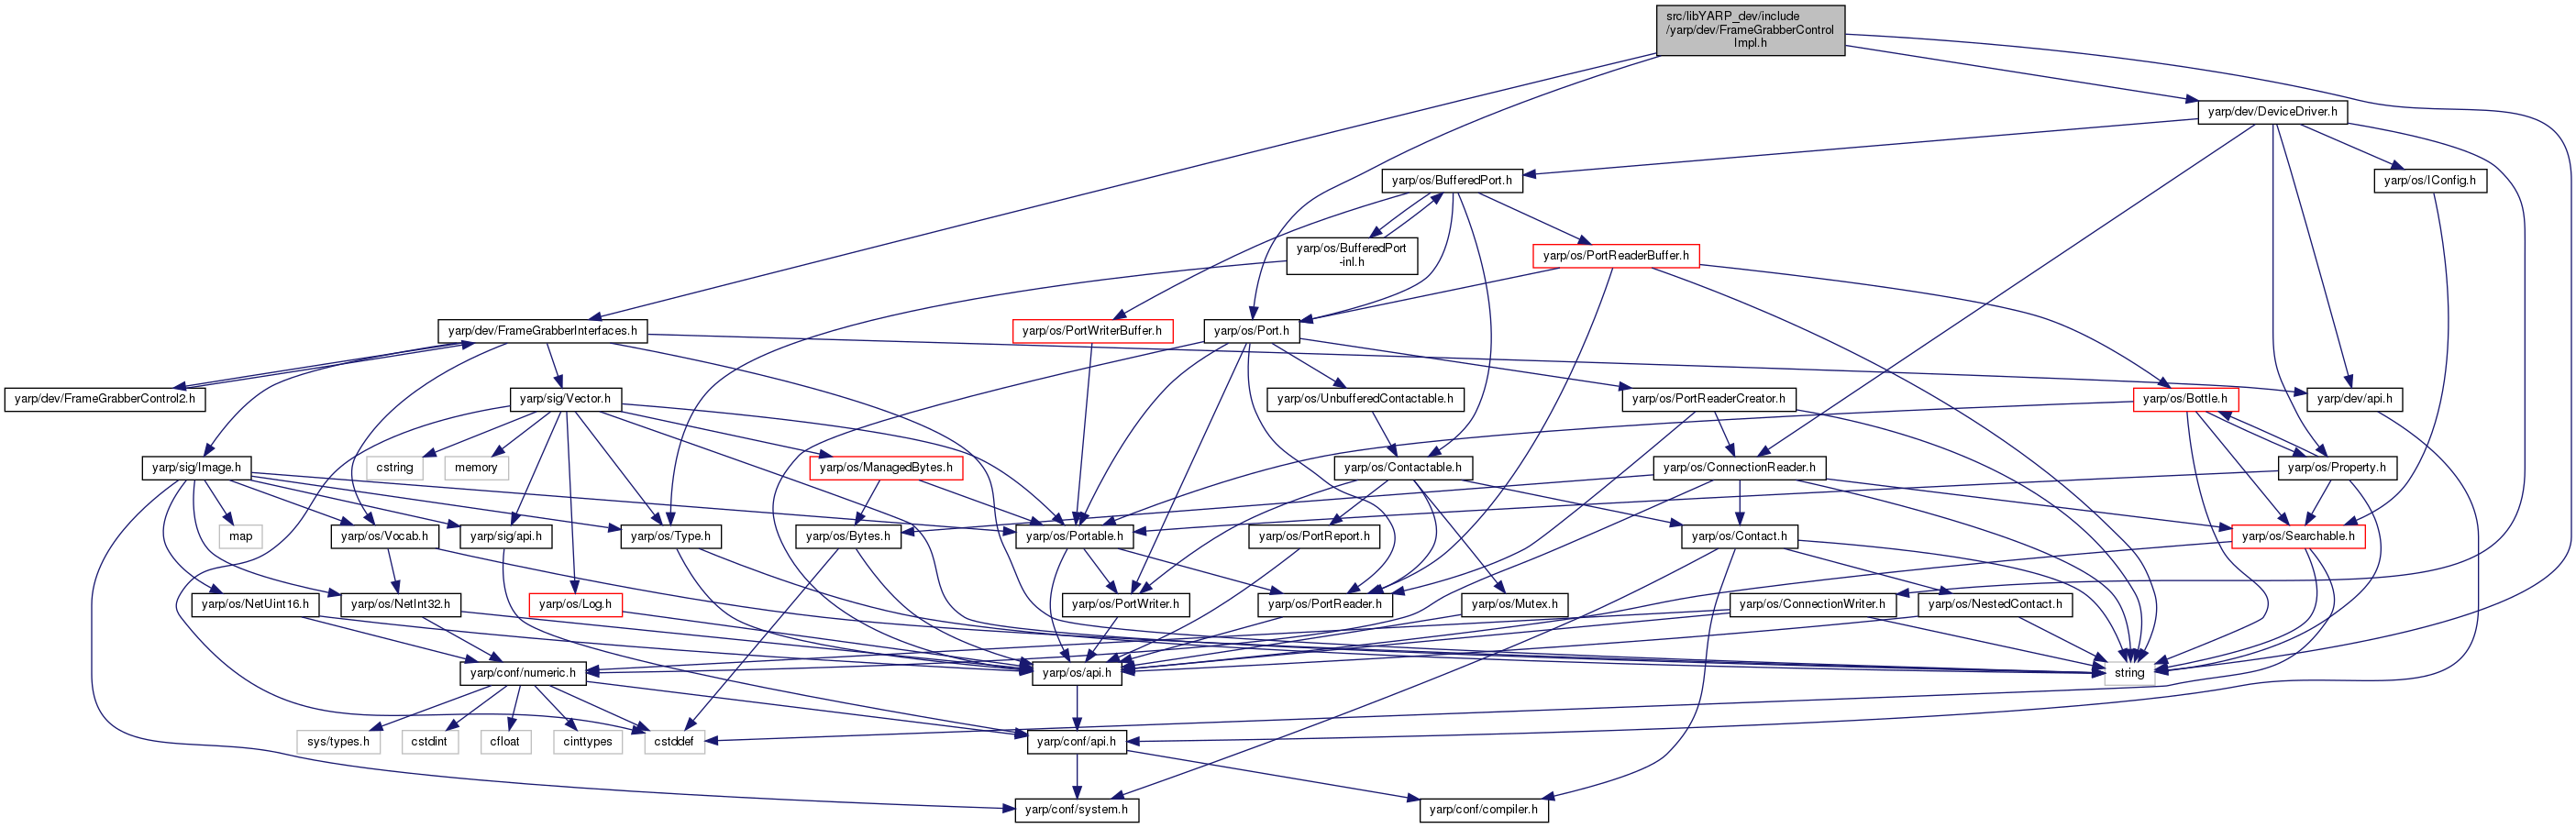 src/libYARP_dev/include
/yarp/dev/FrameGrabberControl
Impl.h
yarp/dev/DeviceDriver.h
yarp/os/BufferedPort.h
yarp/os/IConfig.h
yarp/os/BufferedPort
-inl.h
yarp/os/PortReaderBuffer.h
yarp/dev/FrameGrabberInterfaces.h
yarp/os/PortWriterBuffer.h
yarp/os/Port.h
yarp/dev/FrameGrabberControl2.h
yarp/sig/Vector.h
yarp/os/UnbufferedContactable.h
yarp/os/PortReaderCreator.h
yarp/os/Bottle.h
yarp/dev/api.h
yarp/sig/Image.h
cstring
memory
yarp/os/ManagedBytes.h
yarp/os/Contactable.h
yarp/os/ConnectionReader.h
yarp/os/Property.h
map
yarp/os/Vocab.h
yarp/sig/api.h
yarp/os/Type.h
yarp/os/Bytes.h
yarp/os/Portable.h
yarp/os/PortReport.h
yarp/os/Contact.h
yarp/os/Searchable.h
yarp/os/NetUint16.h
yarp/os/NetInt32.h
yarp/os/Log.h
yarp/os/PortWriter.h
yarp/os/PortReader.h
yarp/os/Mutex.h
yarp/os/ConnectionWriter.h
yarp/os/NestedContact.h
yarp/conf/numeric.h
yarp/os/api.h
string
sys/types.h
cstdint
cfloat
cinttypes
cstddef
yarp/conf/api.h
yarp/conf/system.h
yarp/conf/compiler.h